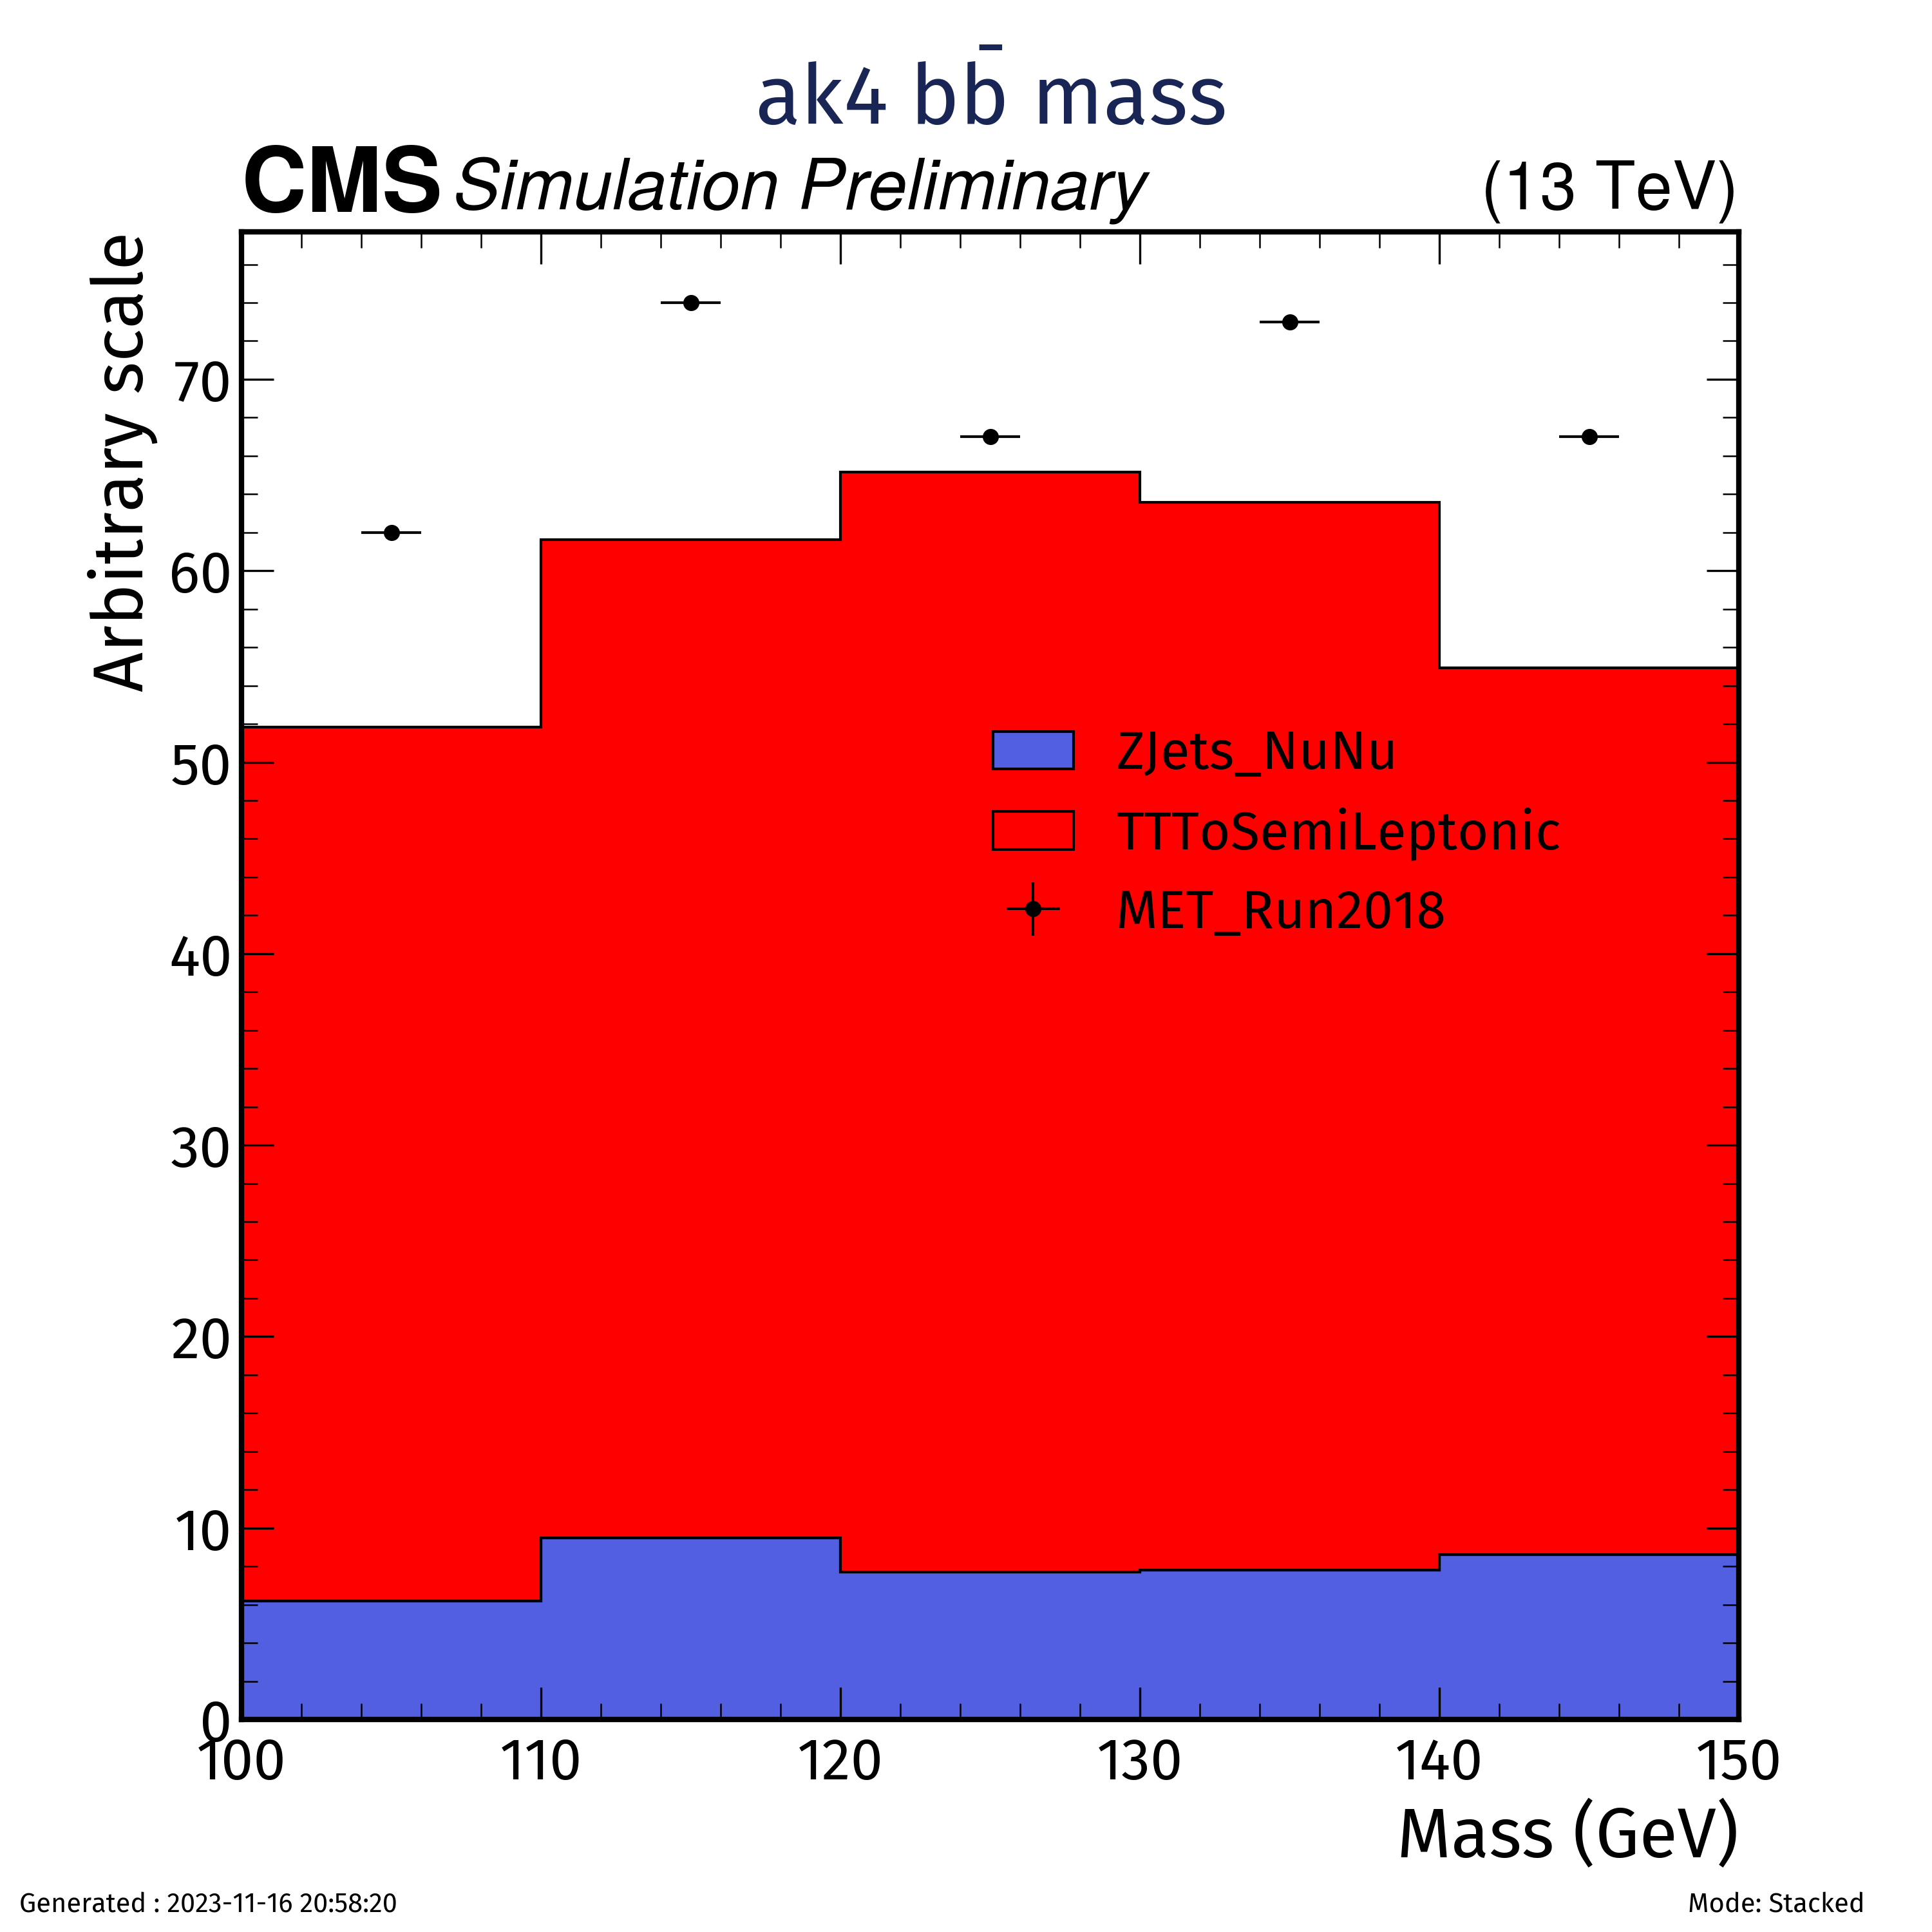 ak4 bb̄ mass
CMS Simulation Preliminary (13 TeV)
Arbitrary scale
70
60
50
40
30
20
10
0
ZJets_NuNu
TTToSemiLeptonic
MET_Run2018
100 110 120 130 140 150
Mass (GeV)
Generated : 2023-11-16 20:58:20 Mode: Stacked